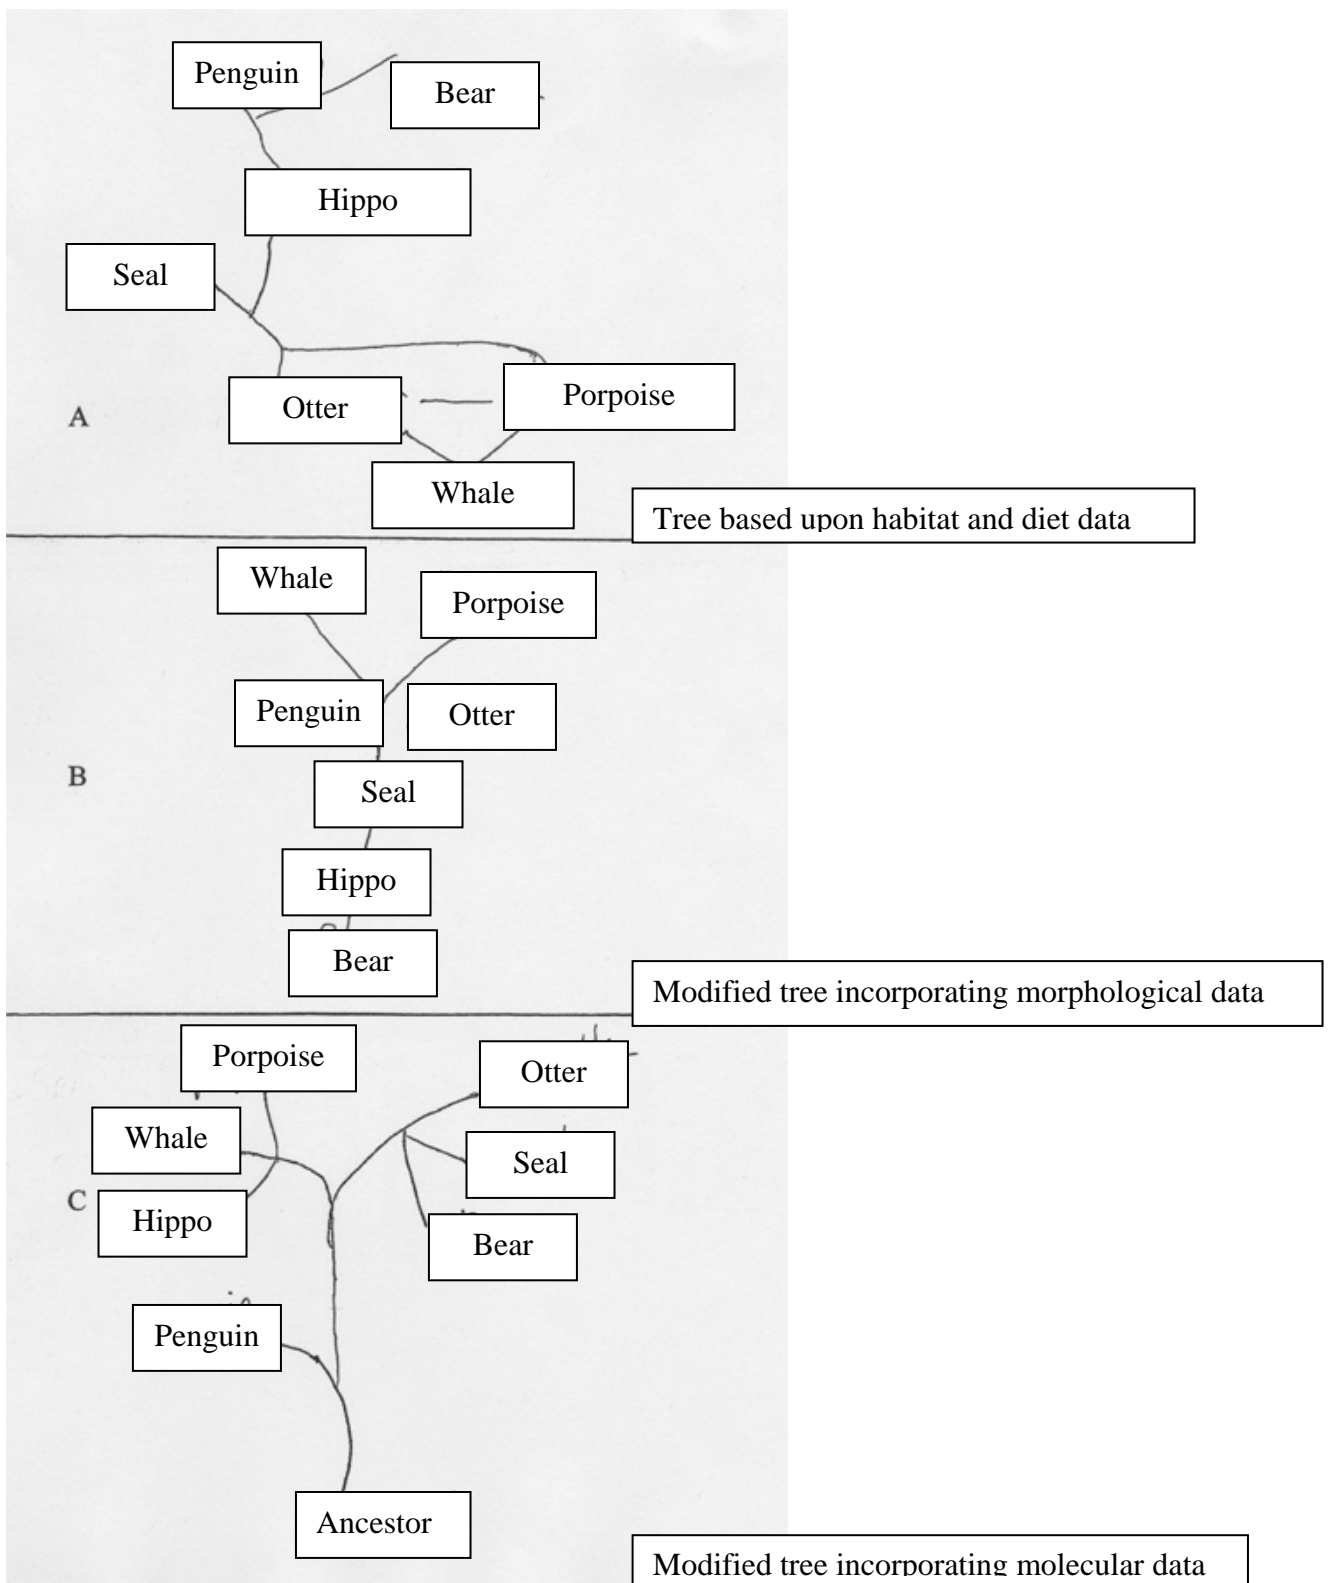 Penguin
Bear
Hippo
Seal
A
Otter
Porpoise
Whale
Tree based upon habitat and diet data
Whale
Porpoise
Penguin
Otter
B
Seal
Hippo
Bear
Modified tree incorporating morphological data
Porpoise
Otter
Whale
Seal
C
Hippo
Bear
Penguin
Ancestor
Modified tree incorporating molecular data